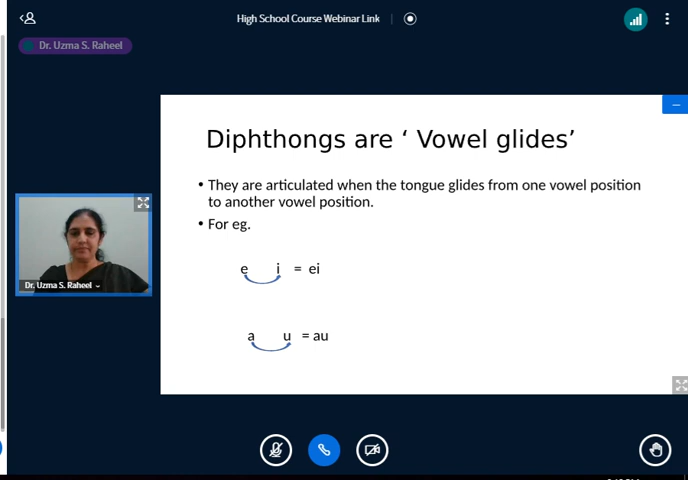 High School Course Webinar Link
Dr. Uzma S. Raheel
Diphthongs are ‘ Vowel glides’
• They are articulated when the tongue glides from one vowel position
to another vowel position.
• For eg.
e i = ei
Dr. Uzma S. Raheel
a u = au